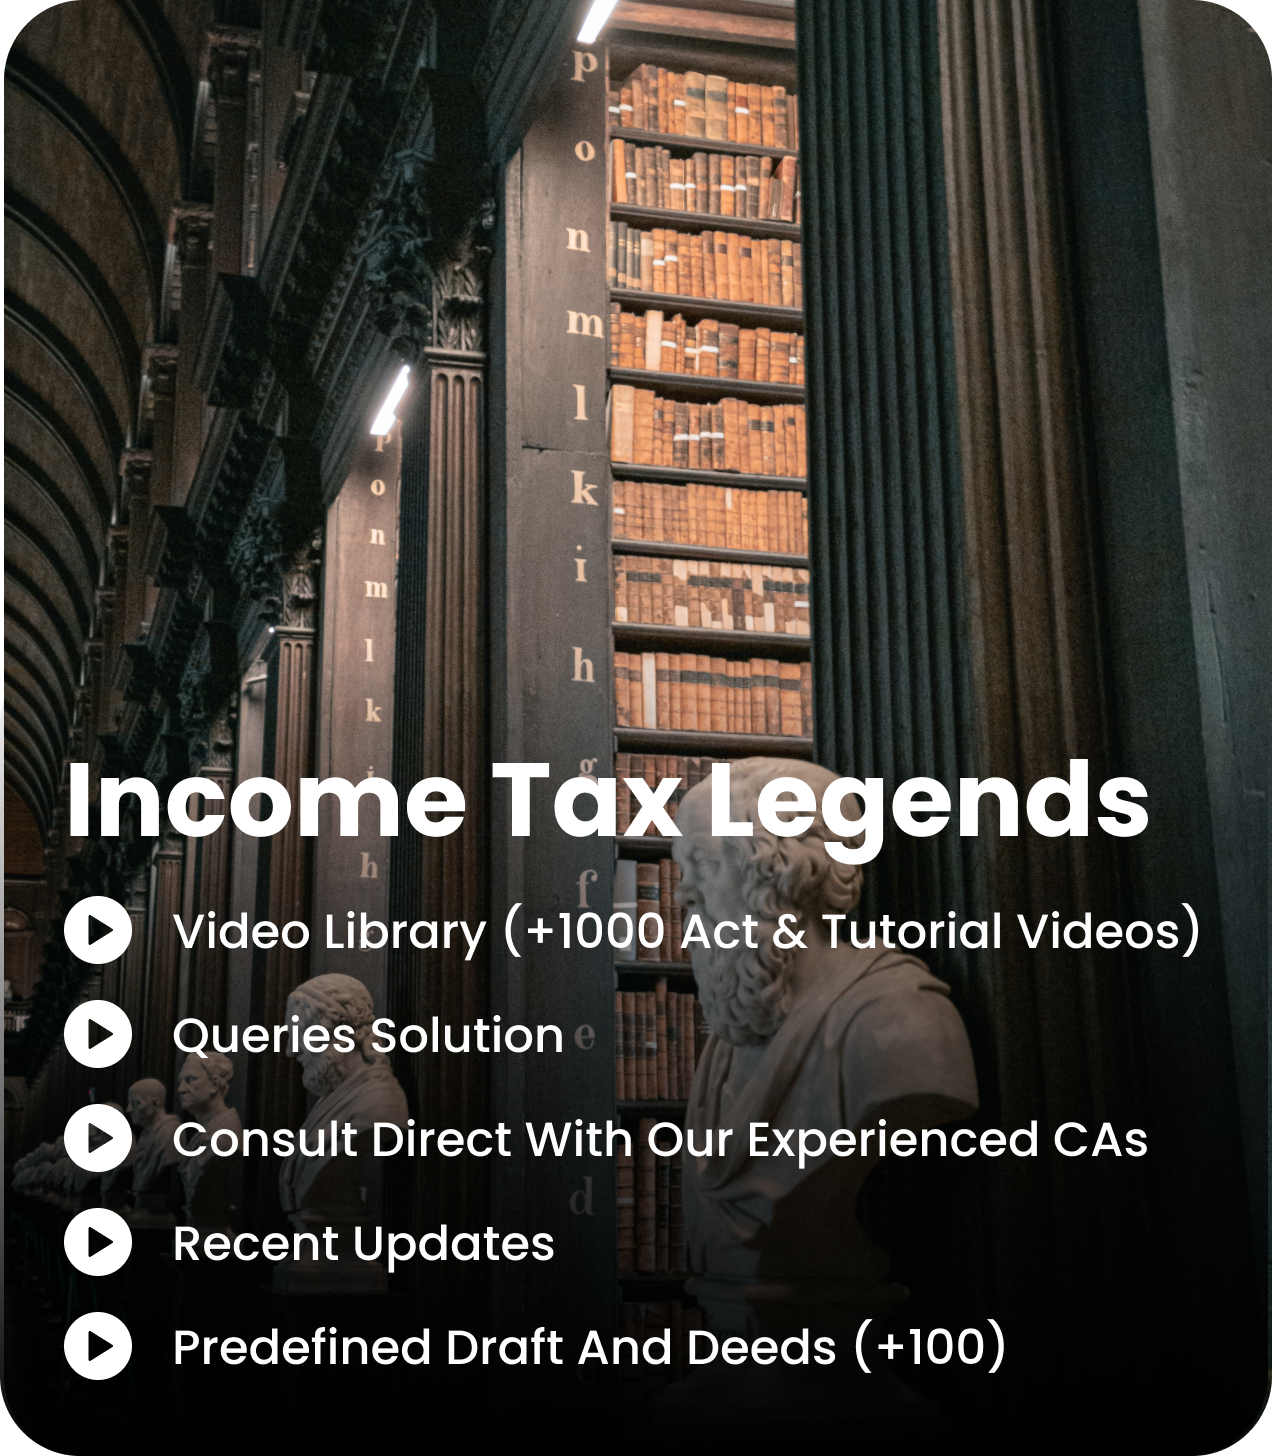 p
o
n
m
l
k
i
h
g
f
e
d
p
o
n
m
l
k
i
h
Income Tax Legends
Video Library (+1000 Act & Tutorial Videos)
Queries Solution
Consult Direct With Our Experienced CAs
Recent Updates
Predefined Draft And Deeds (+100)